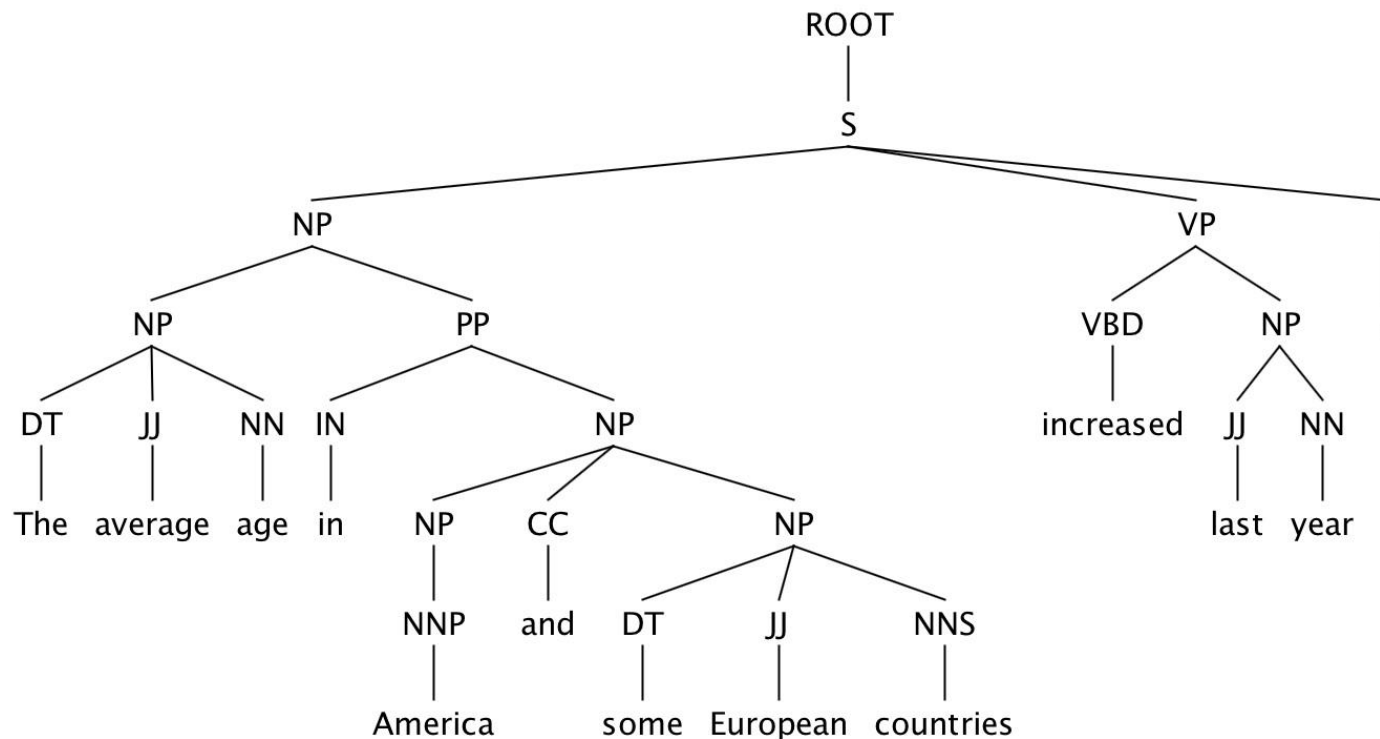 ROOT
S
NP VP
NP PP VBD NP
DT JJ NN IN NP increased JJ NN
The average age in NP CC NP last year
NNP and DT JJ NNS
America some European countries